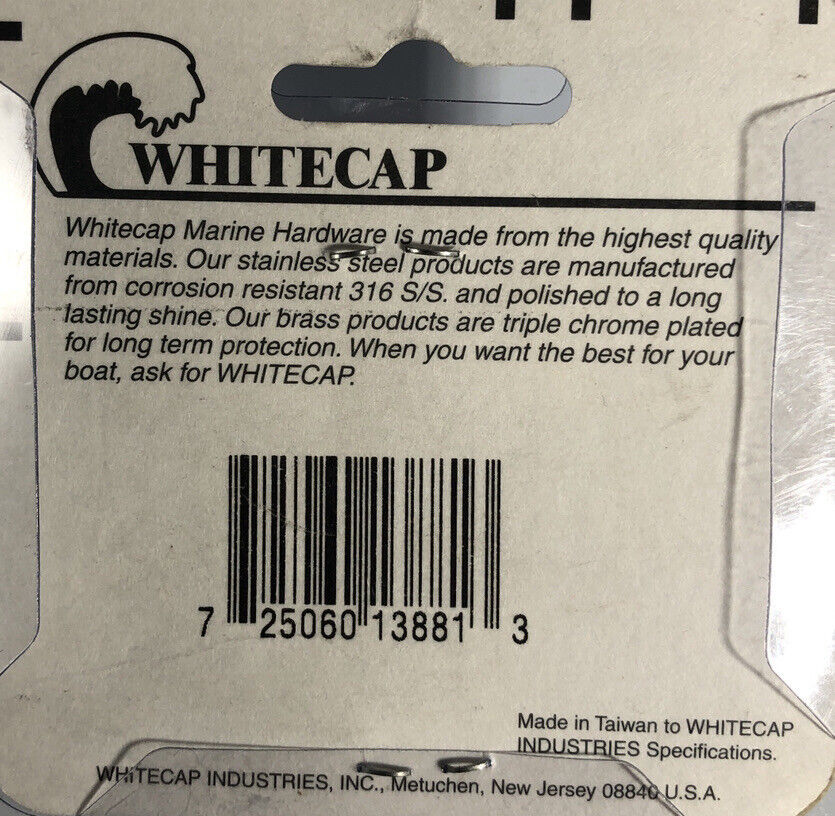 WHITECAP
Whitecap Marine Hardware is made from the highest quality
materials. Our stainless steel products are manufactured
from corrosion resistant 316 S/S. and polished to a long
lasting shine. Our brass products are triple chrome plated
for long term protection. When you want the best for your
boat, ask for WHITECAP.
7 25060 13881 3
Made in Taiwan to WHITECAP
INDUSTRIES Specifications.
WHITECAP INDUSTRIES, INC., Metuchen, New Jersey 08840 U.S.A.